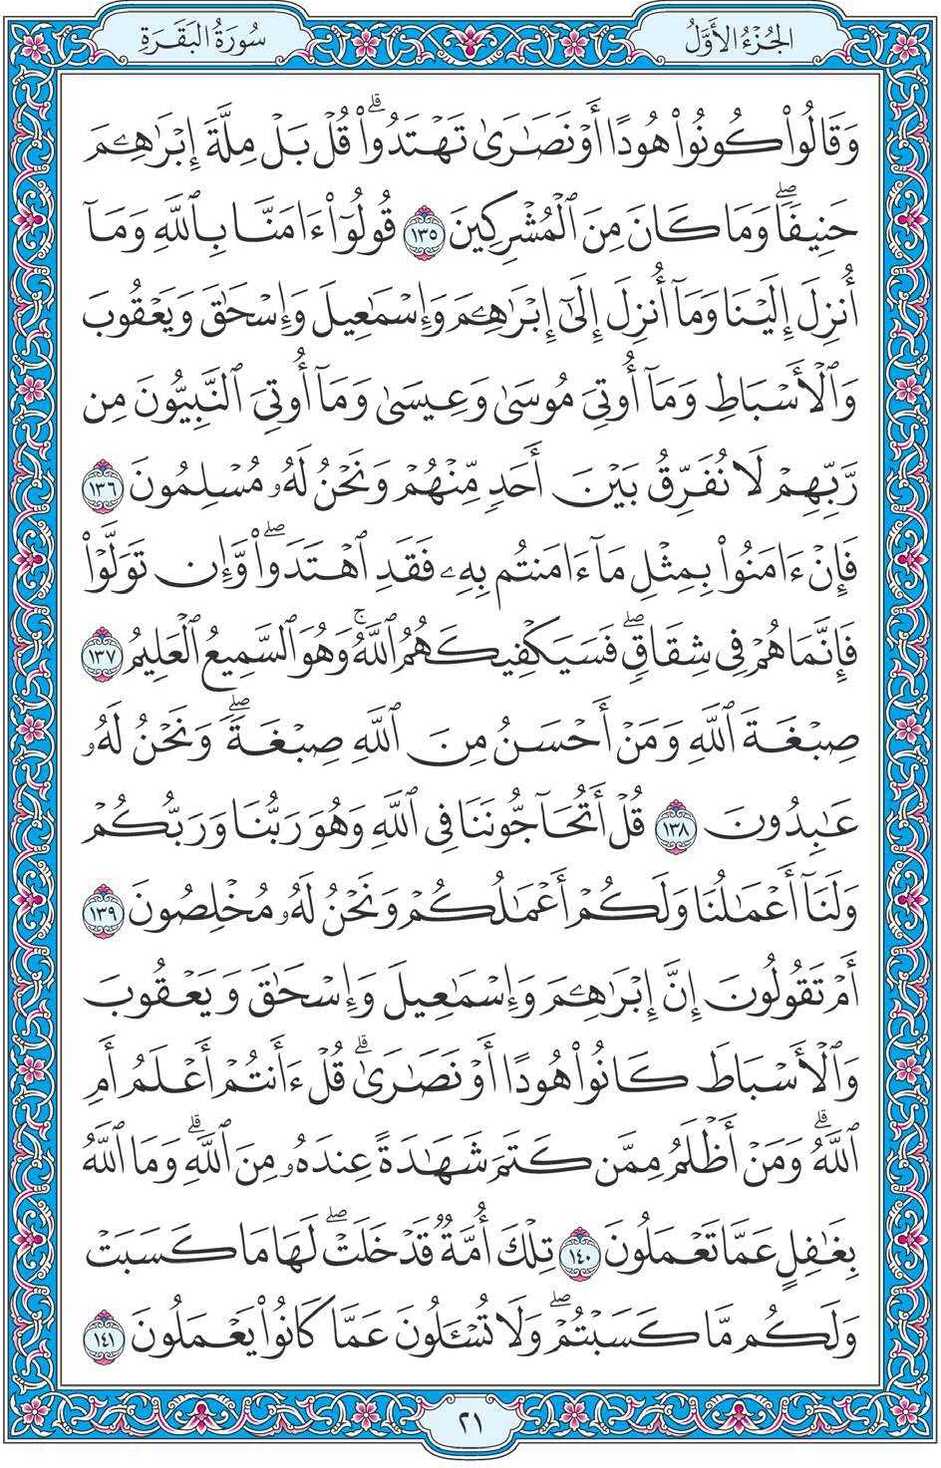 الجُزْءُ الأَوَّلُ
سُورَةُ البَقَرَةِ
وَقَالُوا۟ كُونُوا۟ هُودًا أَوْ نَصَـٰرَىٰ تَهْتَدُوا۟ ۗ قُلْ بَلْ مِلَّةَ إِبْرَٰهِـۧمَ
حَنِيفًا ۖ وَمَا كَانَ مِنَ ٱلْمُشْرِكِينَ ١٣٥ قُولُوٓا۟ ءَامَنَّا بِٱللَّهِ وَمَآ
أُنزِلَ إِلَيْنَا وَمَآ أُنزِلَ إِلَىٰٓ إِبْرَٰهِـۧمَ وَإِسْمَـٰعِيلَ وَإِسْحَـٰقَ وَيَعْقُوبَ
وَٱلْأَسْبَاطِ وَمَآ أُوتِىَ مُوسَىٰ وَعِيسَىٰ وَمَآ أُوتِىَ ٱلنَّبِيُّونَ مِن
رَّبِّهِمْ لَا نُفَرِّقُ بَيْنَ أَحَدٍ مِّنْهُمْ وَنَحْنُ لَهُۥ مُسْلِمُونَ ١٣٦
فَإِنْ ءَامَنُوا۟ بِمِثْلِ مَآ ءَامَنتُم بِهِۦ فَقَدِ ٱهْتَدَوا۟ ۖ وَّإِن تَوَلَّوْا۟
فَإِنَّمَا هُمْ فِى شِقَاقٍ ۖ فَسَيَكْفِيكَهُمُ ٱللَّهُ ۚ وَهُوَ ٱلسَّمِيعُ ٱلْعَلِيمُ ١٣٧
صِبْغَةَ ٱللَّهِ وَمَنْ أَحْسَنُ مِنَ ٱللَّهِ صِبْغَةً ۖ وَنَحْنُ لَهُۥ
عَـٰبِدُونَ ١٣٨ قُلْ أَتُحَآجُّونَنَا فِى ٱللَّهِ وَهُوَ رَبُّنَا وَرَبُّكُمْ
وَلَنَآ أَعْمَـٰلُنَا وَلَكُمْ أَعْمَـٰلُكُمْ وَنَحْنُ لَهُۥ مُخْلِصُونَ ١٣٩
أَمْ تَقُولُونَ إِنَّ إِبْرَٰهِـۧمَ وَإِسْمَـٰعِيلَ وَإِسْحَـٰقَ وَيَعْقُوبَ
وَٱلْأَسْبَاطَ كَانُوا۟ هُودًا أَوْ نَصَـٰرَىٰ ۗ قُلْ ءَأَنتُمْ أَعْلَمُ أَمِ
ٱللَّهُ ۗ وَمَنْ أَظْلَمُ مِمَّن كَتَمَ شَهَـٰدَةً عِندَهُۥ مِنَ ٱللَّهِ ۗ وَمَا ٱللَّهُ
بِغَـٰفِلٍ عَمَّا تَعْمَلُونَ ١٤٠ تِلْكَ أُمَّةٌ قَدْ خَلَتْ ۖ لَهَا مَا كَسَبَتْ
وَلَكُم مَّا كَسَبْتُمْ ۖ وَلَا تُسْـَٔلُونَ عَمَّا كَانُوا۟ يَعْمَلُونَ ١٤١
٢١